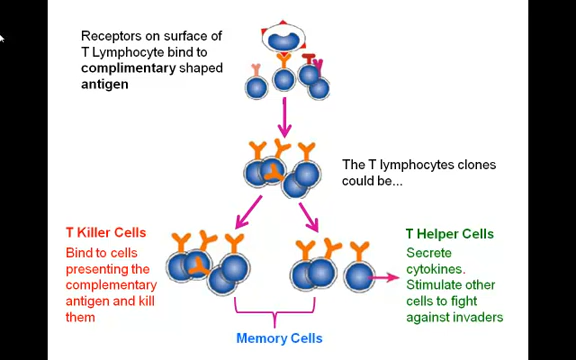 Receptors on surface of
T Lymphocyte bind to
complimentary shaped
antigen
The T lymphocytes clones
could be...
T Killer Cells
Bind to cells
presenting the
complementary
antigen and kill
them
T Helper Cells
Secrete
cytokines.
Stimulate other
cells to fight
against invaders
Memory Cells